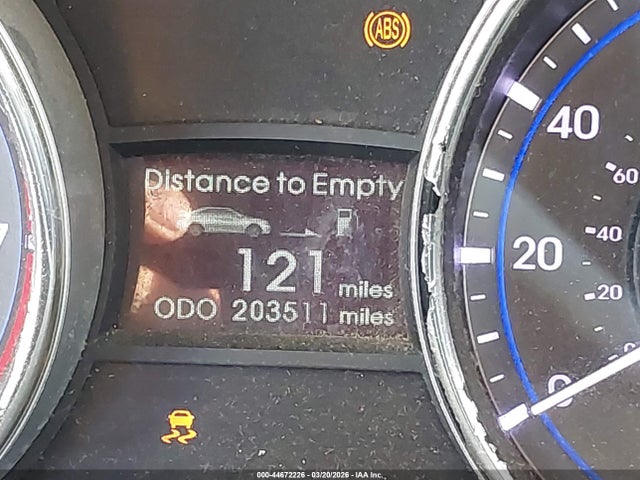 ABS
Distance to Empty
121 miles
ODO 203511 miles
40
60
20
40
20
0
000-44672226 - 03/20/2026 - IAA Inc.